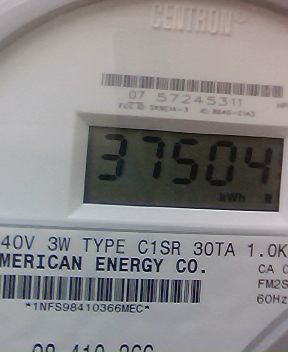 CENTRON
07 57245311
37504
kWh
40V 3W TYPE C1SR 30TA 1.0K
MERICAN ENERGY CO.
CA 0
FM2S
60Hz
*1NFS98410366MEC*